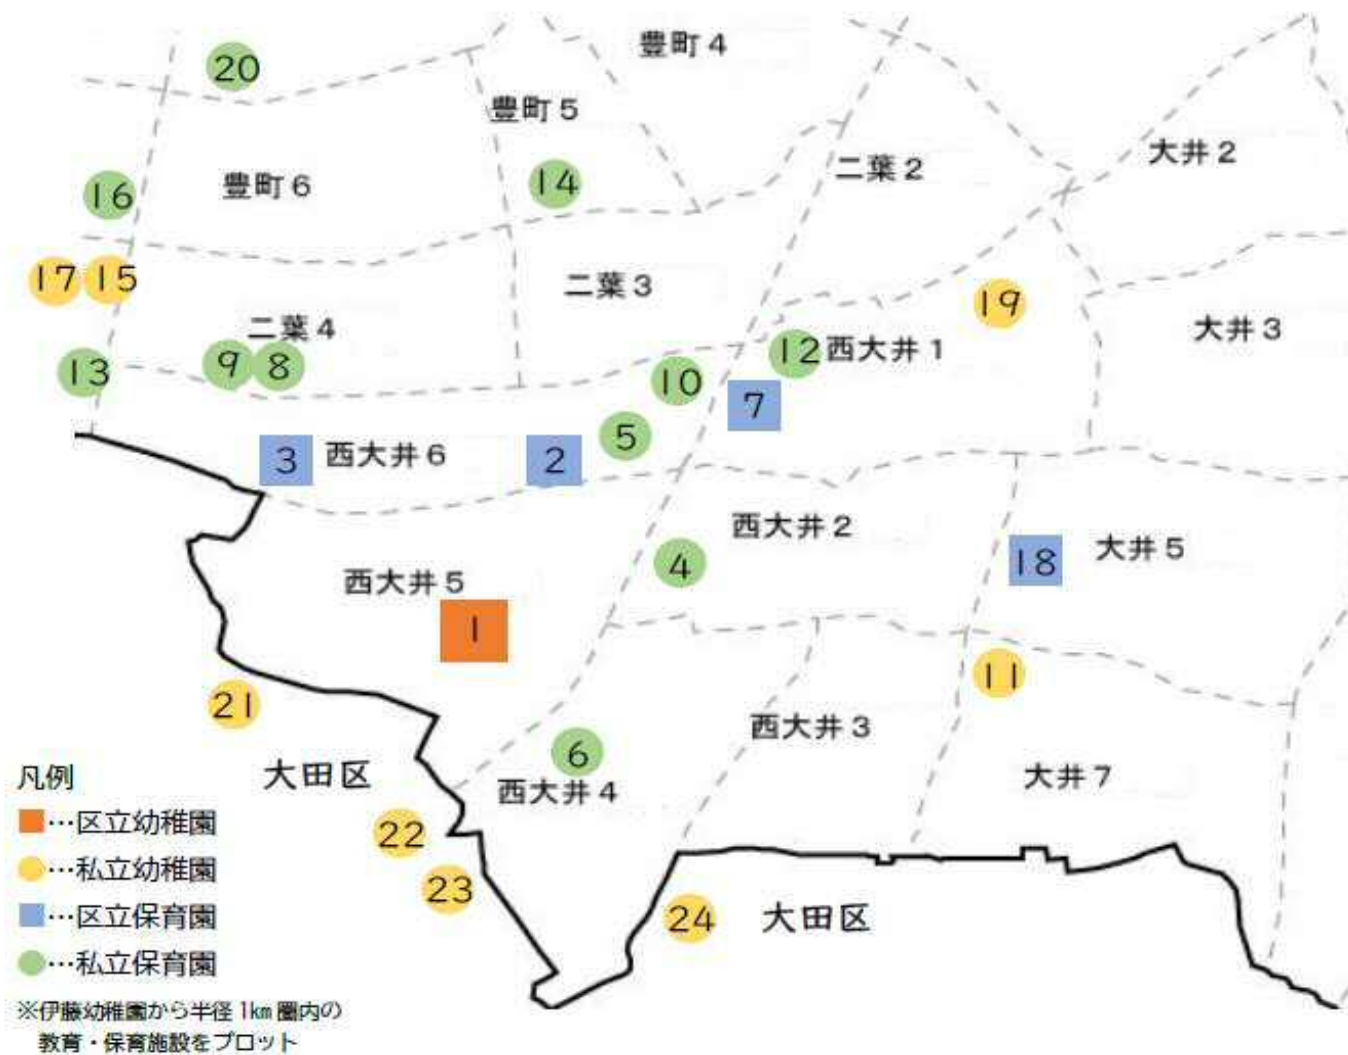 豊町4
20
豊町5
大井2
二葉2
14
豊町6
16
17
15
二葉3
19
二葉4
大井3
12
西大井1
9
8
13
10
7
5
3
西大井6
2
西大井2
大井5
18
4
西大井5
1
11
21
西大井3
6
大井7
西大井4
大田区
凡例
…区立幼稚園
22
…私立幼稚園
23
24
大田区
…区立保育園
…私立保育園
※伊藤幼稚園から半径1km圏内の
教育・保育施設をプロット